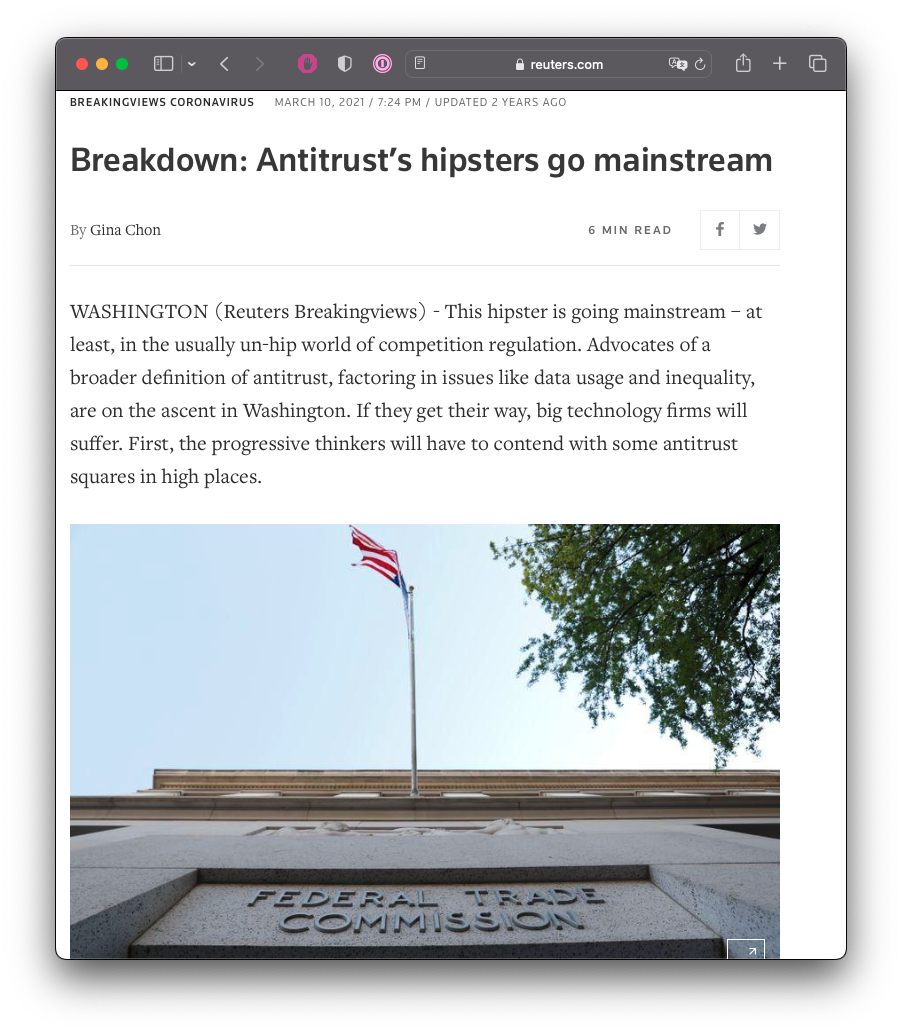 reuters.com
BREAKINGVIEWS CORONAVIRUS MARCH 10, 2021 / 7:24 PM / UPDATED 2 YEARS AGO
Breakdown: Antitrust’s hipsters go mainstream
By Gina Chon 6 MIN READ
WASHINGTON (Reuters Breakingviews) - This hipster is going mainstream – at
least, in the usually un-hip world of competition regulation. Advocates of a
broader definition of antitrust, factoring in issues like data usage and inequality,
are on the ascent in Washington. If they get their way, big technology firms will
suffer. First, the progressive thinkers will have to contend with some antitrust
squares in high places.
FEDERAL TRADE
COMMISSION